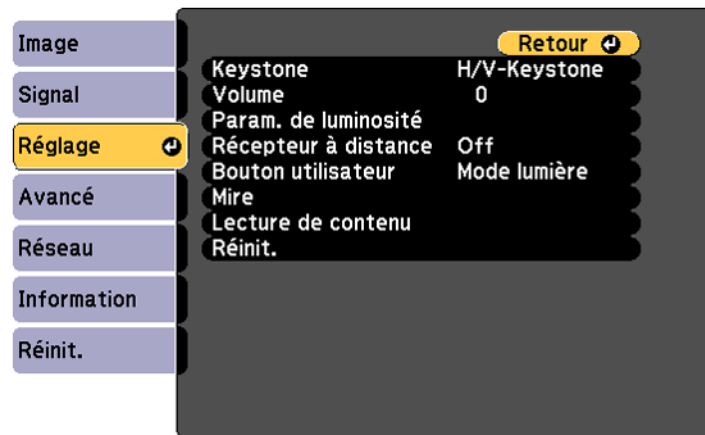 Image
Signal
Réglage
Avancé
Réseau
Information
Réinit.
Retour
Keystone H/V-Keystone
Volume 0
Param. de luminosité
Récepteur à distance Off
Bouton utilisateur Mode lumière
Mire
Lecture de contenu
Réinit.